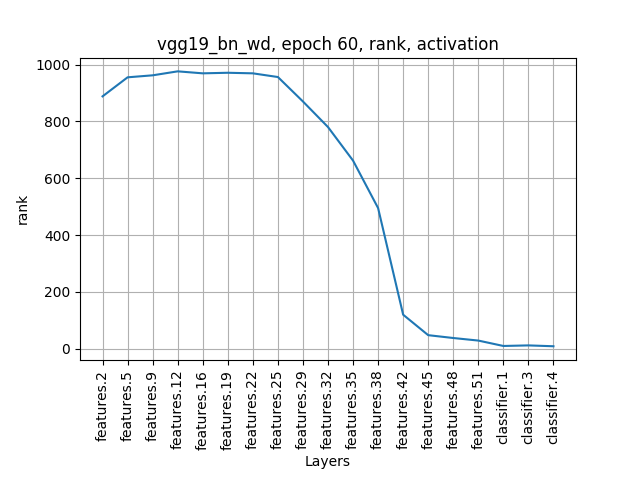 vgg19_bn_wd, epoch 60, rank, activation
1000
800
600
400
200
0
rank
features.2
features.5
features.9
features.12
features.16
features.19
features.22
features.25
features.29
features.32
features.35
features.38
features.42
features.45
features.48
features.51
classifier.1
classifier.3
classifier.4
Layers